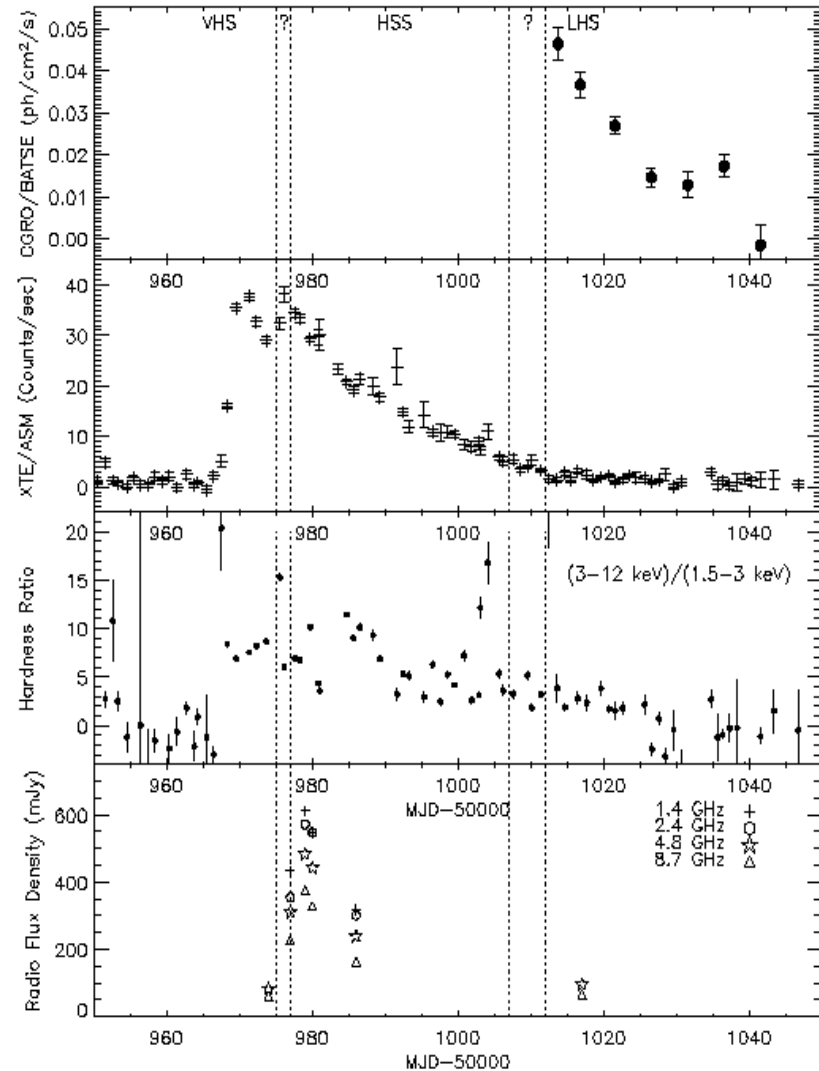 VHS ? HSS ? LHS
CGRO/BATSE (ph/cm²/s)
0.05
0.04
0.03
0.02
0.01
0.00
960 980 1000 1020 1040
XTE/ASM (Counts/sec)
40
30
20
10
0
960 980 1000 1020 1040
Hardness Ratio
(3-12 keV)/(1.5-3 keV)
20
15
10
5
0
960 980 1000 1020 1040
MJD-50000
Radio Flux Density (mJy)
600
400
200
0
1.4 GHz
2.4 GHz
4.8 GHz
8.7 GHz
960 980 1000 1020 1040
MJD-50000